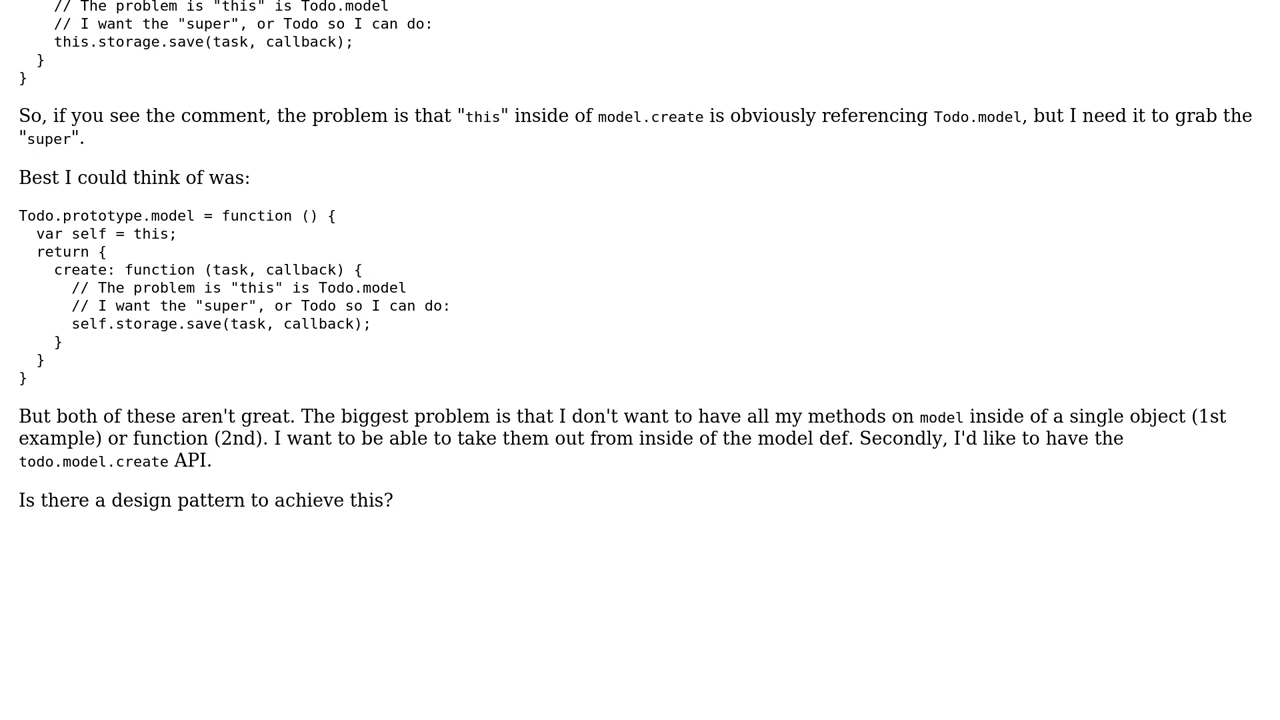 // The problem is "this" is Todo.model
// I want the "super", or Todo so I can do:
this.storage.save(task, callback);
}
}
So, if you see the comment, the problem is that "this" inside of model.create is obviously referencing Todo.model, but I need it to grab the
"super".
Best I could think of was:
Todo.prototype.model = function () {
var self = this;
return {
create: function (task, callback) {
// The problem is "this" is Todo.model
// I want the "super", or Todo so I can do:
self.storage.save(task, callback);
}
}
}
But both of these aren't great. The biggest problem is that I don't want to have all my methods on model inside of a single object (1st
example) or function (2nd). I want to be able to take them out from inside of the model def. Secondly, I'd like to have the
todo.model.create API.
Is there a design pattern to achieve this?